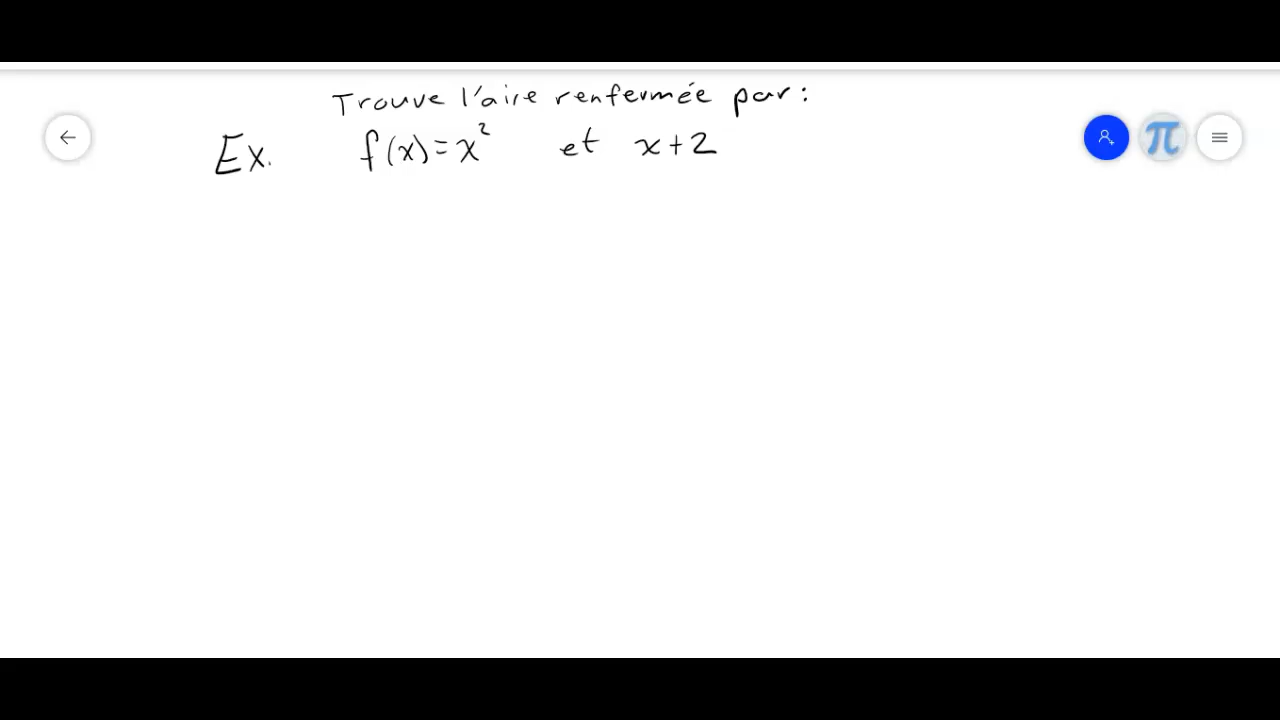 Trouve l'aire renfermée par:
Ex. f(x)=x² et x+2
π